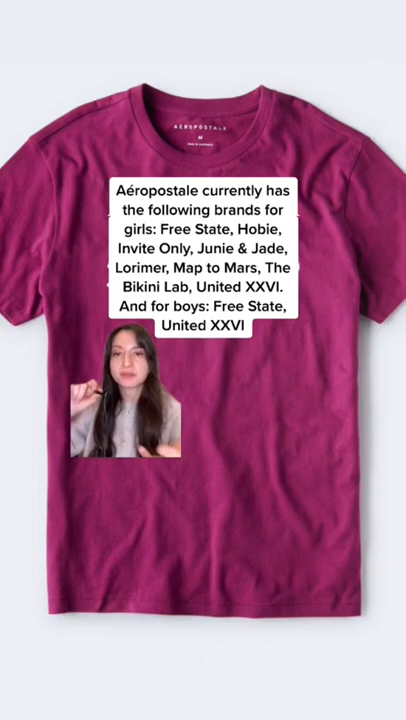 AÉROPOSTALE
M
Aéropostale currently has
the following brands for
girls: Free State, Hobie,
Invite Only, Junie & Jade,
Lorimer, Map to Mars, The
Bikini Lab, United XXVI.
And for boys: Free State,
United XXVI